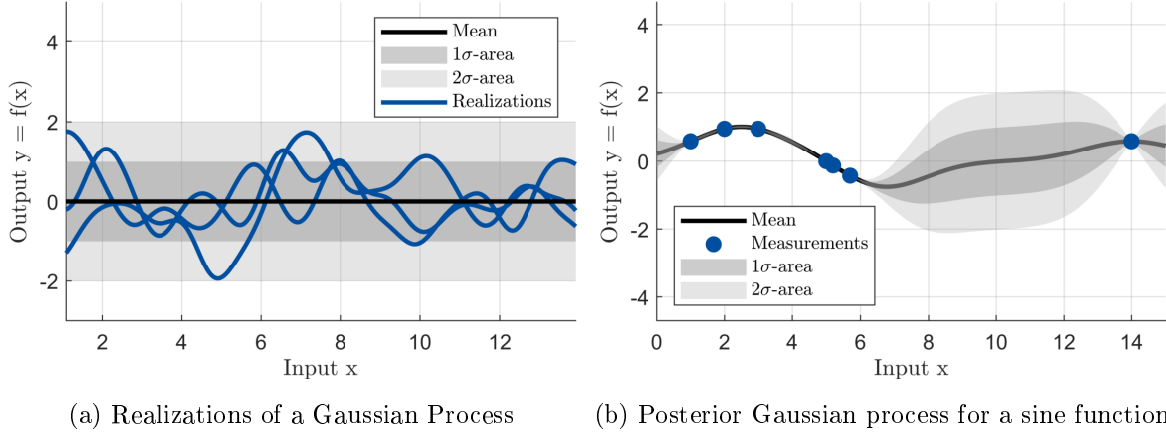 4
2
0
-2
2
4
6
8
10
12
Output y = f(x)
Input x
Mean
1σ-area
2σ-area
Realizations
(a) Realizations of a Gaussian Process
4
2
0
-2
-4
0
2
4
6
8
10
12
14
Output y = f(x)
Input x
Mean
Measurements
1σ-area
2σ-area
(b) Posterior Gaussian process for a sine function